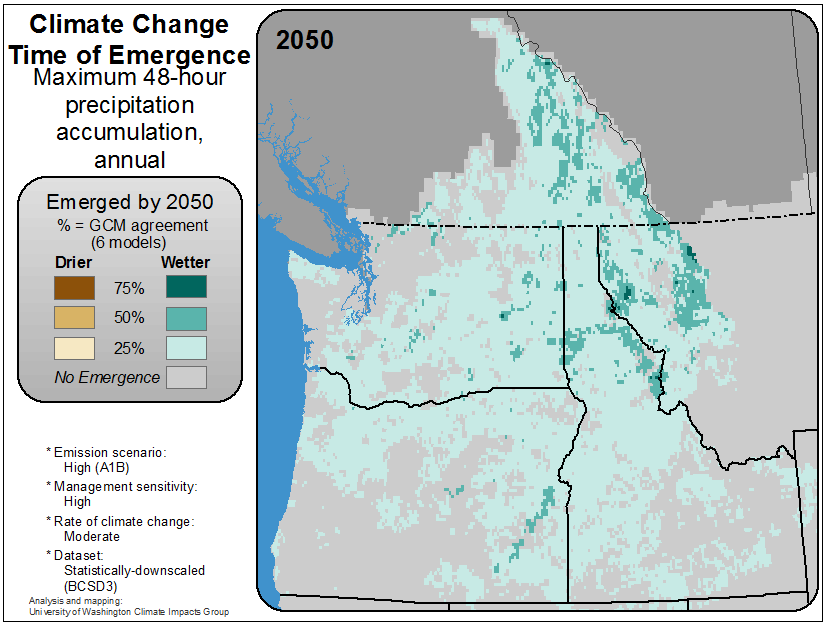 Climate Change
Time of Emergence
Maximum 48-hour
precipitation
accumulation,
annual
2050
Emerged by 2050
% = GCM agreement
(6 models)
Drier Wetter
75%
50%
25%
No Emergence
* Emission scenario:
High (A1B)
* Management sensitivity:
High
* Rate of climate change:
Moderate
* Dataset:
Statistically-downscaled
(BCSD3)
Analysis and mapping:
University of Washington Climate Impacts Group